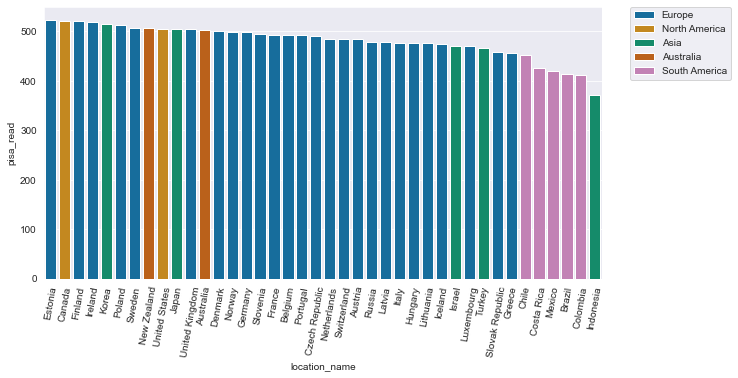 Europe
North America
Asia
Australia
South America
pisa_read
500
400
300
200
100
0
Estonia
Canada
Finland
Ireland
Korea
Poland
Sweden
New Zealand
United States
Japan
United Kingdom
Australia
Denmark
Norway
Germany
Slovenia
France
Belgium
Portugal
Czech Republic
Netherlands
Switzerland
Austria
Russia
Latvia
Italy
Hungary
Lithuania
Iceland
Israel
Luxembourg
Turkey
Slovak Republic
Greece
Chile
Costa Rica
Mexico
Brazil
Colombia
Indonesia
location_name